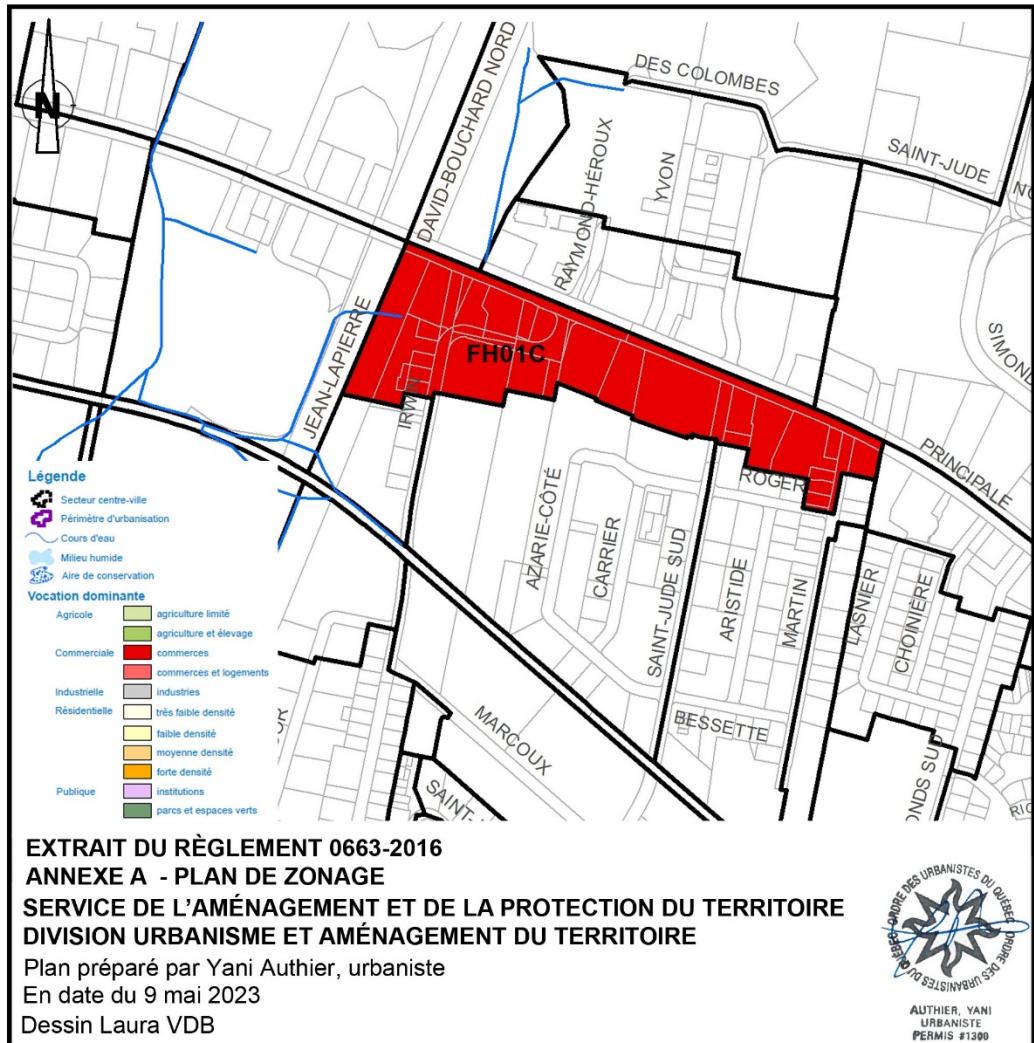 N
DAVID-BOUCHARD NORD
DES COLOMBES
SAINT-JUDE
RAYMOND-HÉROUX
YVON
JEAN-LAPIERRE
FH01C
IRWIN
PRINCIPALE
ROGER
AZARIE-CÔTÉ
CARRIER
SAINT-JUDE SUD
ARISTIDE
MARTIN
LASNIER
CHOINIÈRE
BESSETTE
MARCOUX
Légende
Secteur centre-ville
Périmètre d'urbanisation
Cours d'eau
Milieu humide
Aire de conservation
Vocation dominante
Agricole agriculture limité
agriculture et élevage
Commerciale commerces
commerces et logements
Industrielle industries
Résidentielle très faible densité
faible densité
moyenne densité
forte densité
Publique institutions
parcs et espaces verts
EXTRAIT DU RÈGLEMENT 0663-2016
ANNEXE A - PLAN DE ZONAGE
SERVICE DE L'AMÉNAGEMENT ET DE LA PROTECTION DU TERRITOIRE
DIVISION URBANISME ET AMÉNAGEMENT DU TERRITOIRE
Plan préparé par Yani Authier, urbaniste
En date du 9 mai 2023
Dessin Laura VDB
ORDRE DES URBANISTES DU QUÉBEC
ORDRE DES URBANISTES DU QUÉBEC
AUTHIER, YANI
URBANISTE
PERMIS #1300